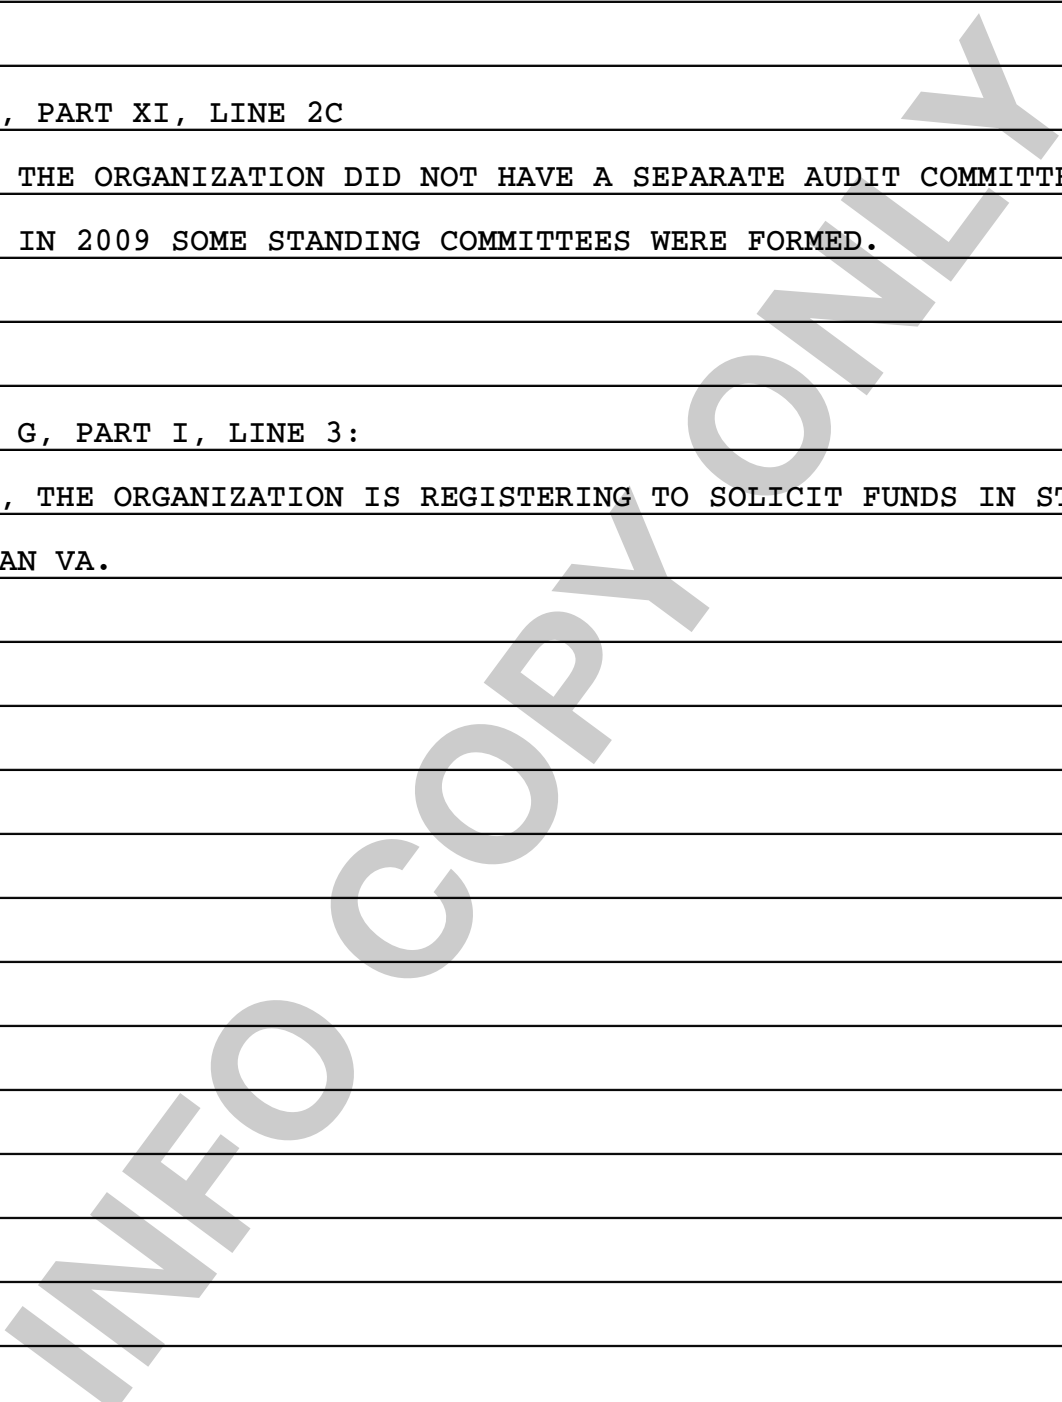 , PART XI, LINE 2C
THE ORGANIZATION DID NOT HAVE A SEPARATE AUDIT
IN 2009 SOME STANDING COMMITTEES WERE FORMED.
G, PART I, LINE 3:
, THE ORGANIZATION IS REGISTERING TO SOLICIT FUNDS IN
VA.
INFO COPY ONLY